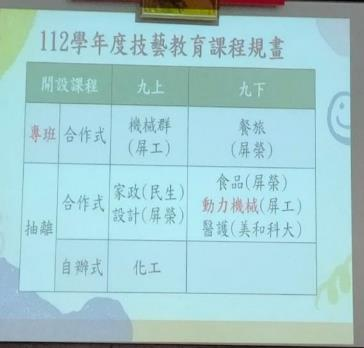 112學年度技藝教育課程規畫
開設課程 九上 九下
專班 合作式 機械群 餐旅
(屏工) (屏榮)
抽離 合作式 家政(民生) 食品(屏榮)
設計(屏榮) 動力機械(屏工)
醫護(美和科大)
自辦式 化工